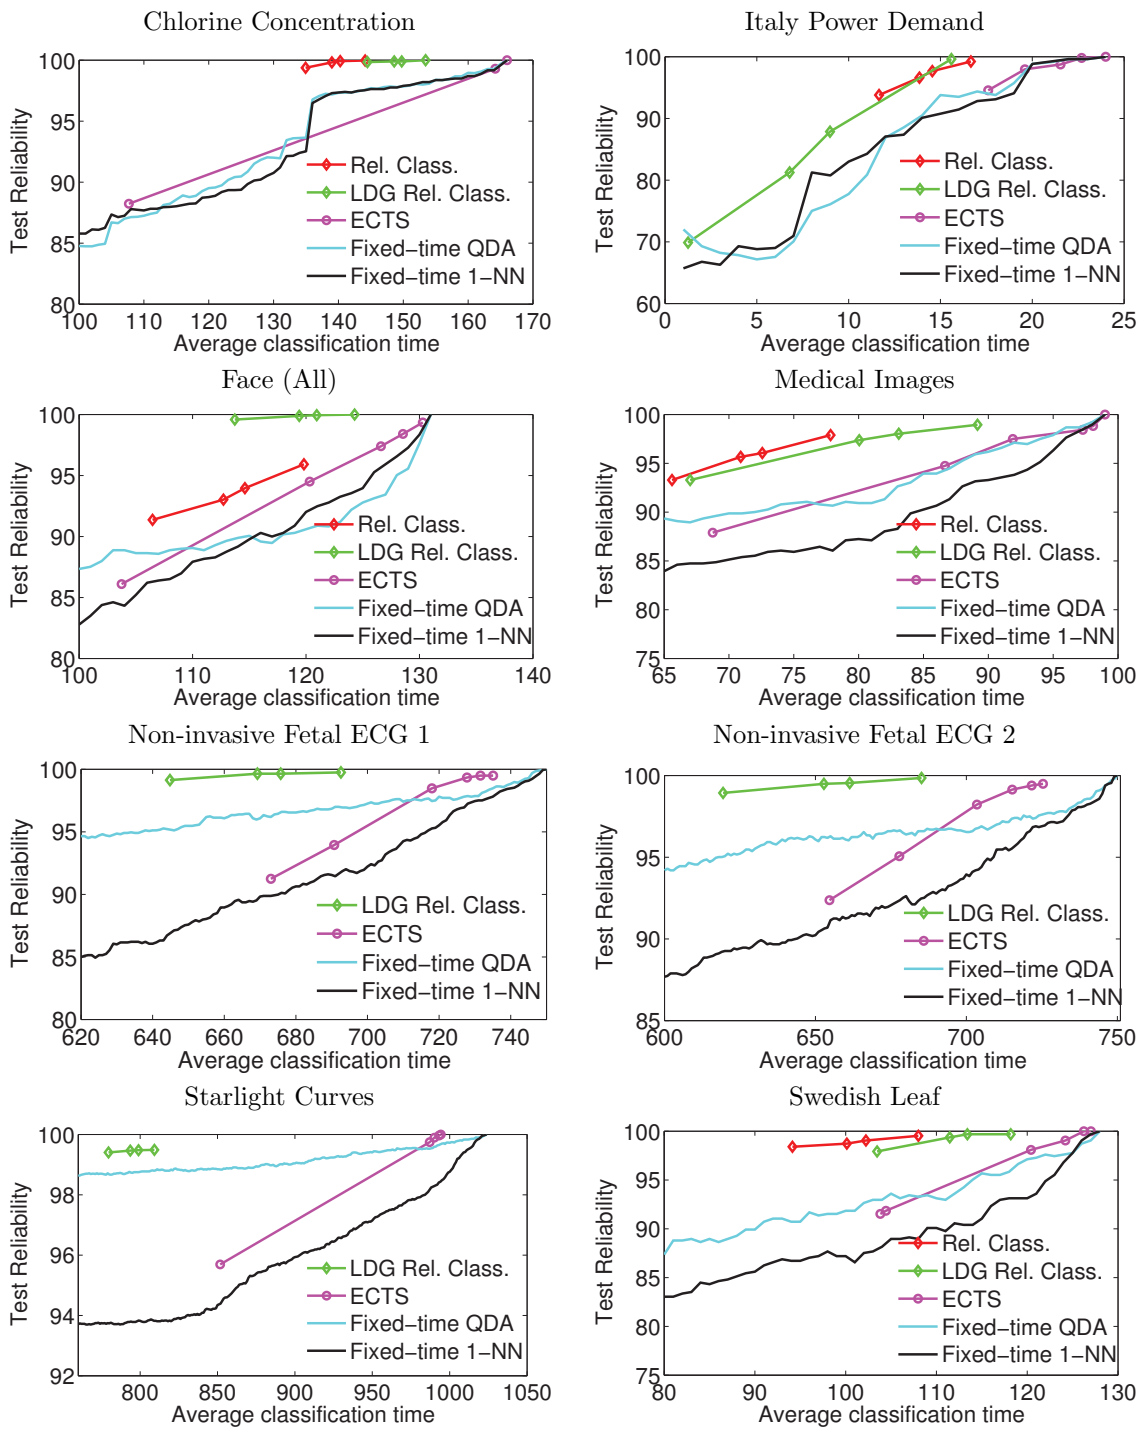 Chlorine Concentration
Test Reliability
100
95
90
85
80
Rel. Class.
LDG Rel. Class.
ECTS
Fixed−time QDA
Fixed−time 1−NN
100 110 120 130 140 150 160 170
Average classification time
Italy Power Demand
Test Reliability
100
90
80
70
60
Rel. Class.
LDG Rel. Class.
ECTS
Fixed−time QDA
Fixed−time 1−NN
0 5 10 15 20 25
Average classification time
Face (All)
Test Reliability
100
95
90
85
80
Rel. Class.
LDG Rel. Class.
ECTS
Fixed−time QDA
Fixed−time 1−NN
100 110 120 130 140
Average classification time
Medical Images
Test Reliability
100
95
90
85
80
75
Rel. Class.
LDG Rel. Class.
ECTS
Fixed−time QDA
Fixed−time 1−NN
65 70 75 80 85 90 95 100
Average classification time
Non-invasive Fetal ECG 1
Test Reliability
100
95
90
85
80
LDG Rel. Class.
ECTS
Fixed−time QDA
Fixed−time 1−NN
620 640 660 680 700 720 740
Average classification time
Non-invasive Fetal ECG 2
Test Reliability
100
95
90
85
LDG Rel. Class.
ECTS
Fixed−time QDA
Fixed−time 1−NN
600 650 700 750
Average classification time
Starlight Curves
Test Reliability
100
98
96
94
92
LDG Rel. Class.
ECTS
Fixed−time QDA
Fixed−time 1−NN
800 850 900 950 1000 1050
Average classification time
Swedish Leaf
Test Reliability
100
95
90
85
80
75
Rel. Class.
LDG Rel. Class.
ECTS
Fixed−time QDA
Fixed−time 1−NN
80 90 100 110 120 130
Average classification time